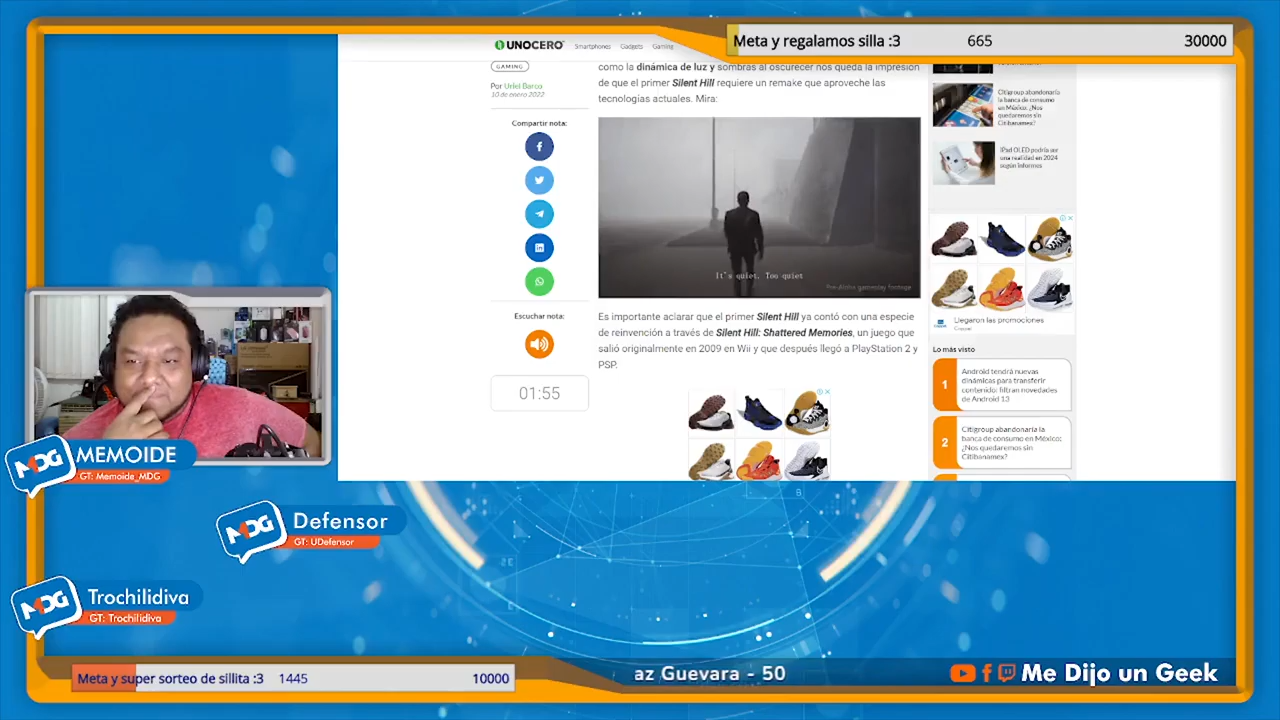 Meta y regalamos silla :3 665 30000
UNOCERO Smartphones Gadgets Gaming
GAMING
Por Uriel Barco
10 de enero 2022
Compartir nota:
Escuchar nota:
01:55
como la dinámica de luz y sombras al oscurecer nos queda la impresión
de que el primer Silent Hill requiere un remake que aproveche las
tecnologías actuales. Mira:
It's quiet. Too quiet
Pre-Alpha gameplay footage
Es importante aclarar que el primer Silent Hill ya contó con una especie
de reinvención a través de Silent Hill: Shattered Memories, un juego que
salió originalmente en 2009 en Wii y que después llegó a PlayStation 2 y
PSP.
Citigroup abandonaría
la banca de consumo
en México: ¿Nos
quedaremos sin
Citibanamex?
iPad OLED podría ser
una realidad en 2024
según informes
Llegaron las promociones
Lo más visto
1
Android tendrá nuevas
dinámicas para transferir
contenido: filtran novedades
de Android 13
2
Citigroup abandonaría la
banca de consumo en México:
¿Nos quedaremos sin
Citibanamex?
MDG MEMOIDE
GT: Memoide_MDG
MDG Defensor
GT: UDefensor
MDG Trochilidiva
GT: Trochilidiva
Meta y super sorteo de sillita :3 1445 10000
az Guevara - 50
Me Dijo un Geek